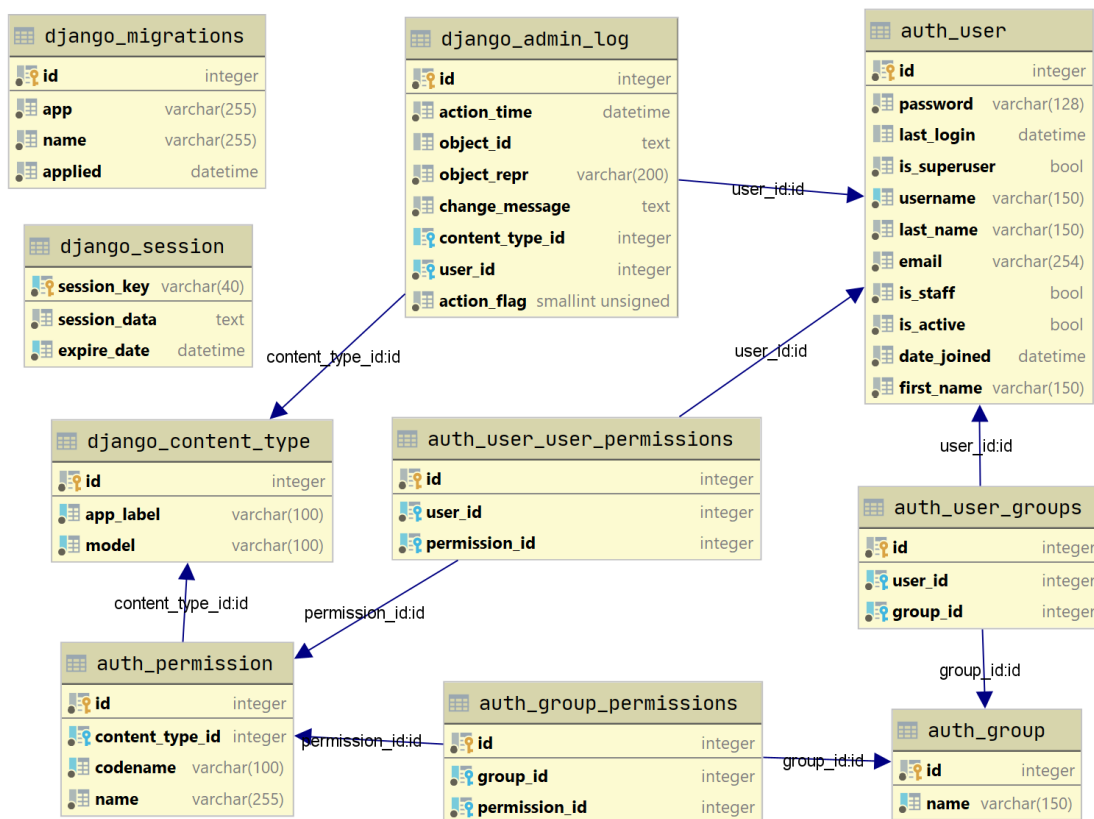 django_migrations
id integer
app varchar(255)
name varchar(255)
applied datetime
django_admin_log
id integer
action_time datetime
object_id text
object_repr varchar(200)
change_message text
content_type_id integer
user_id integer
action_flag smallint unsigned
auth_user
id integer
password varchar(128)
last_login datetime
is_superuser bool
username varchar(150)
last_name varchar(150)
email varchar(254)
is_staff bool
is_active bool
date_joined datetime
first_name varchar(150)
user_id:id
django_session
session_key varchar(40)
session_data text
expire_date datetime
content_type_id:id
user_id:id
django_content_type
id integer
app_label varchar(100)
model varchar(100)
auth_user_user_permissions
id integer
user_id integer
permission_id integer
user_id:id
auth_user_groups
id integer
user_id integer
group_id integer
content_type_id:id
permission_id:id
group_id:id
auth_permission
id integer
content_type_id integer
codename varchar(100)
name varchar(255)
permission_id:id
auth_group_permissions
id integer
group_id integer
permission_id integer
group_id:id
auth_group
id integer
name varchar(150)